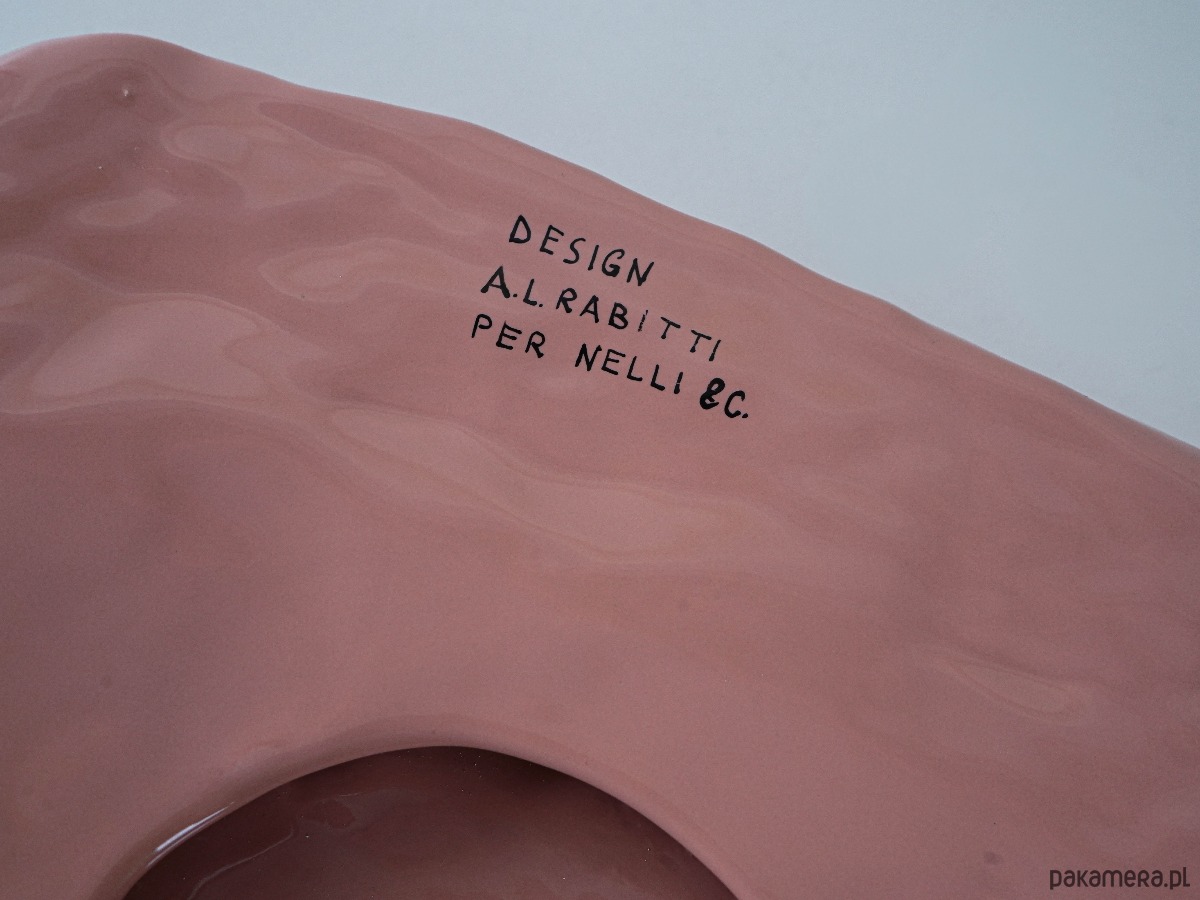 DESIGN
A.L. RABITTI
PER NELLI &C.
pakamera.pl